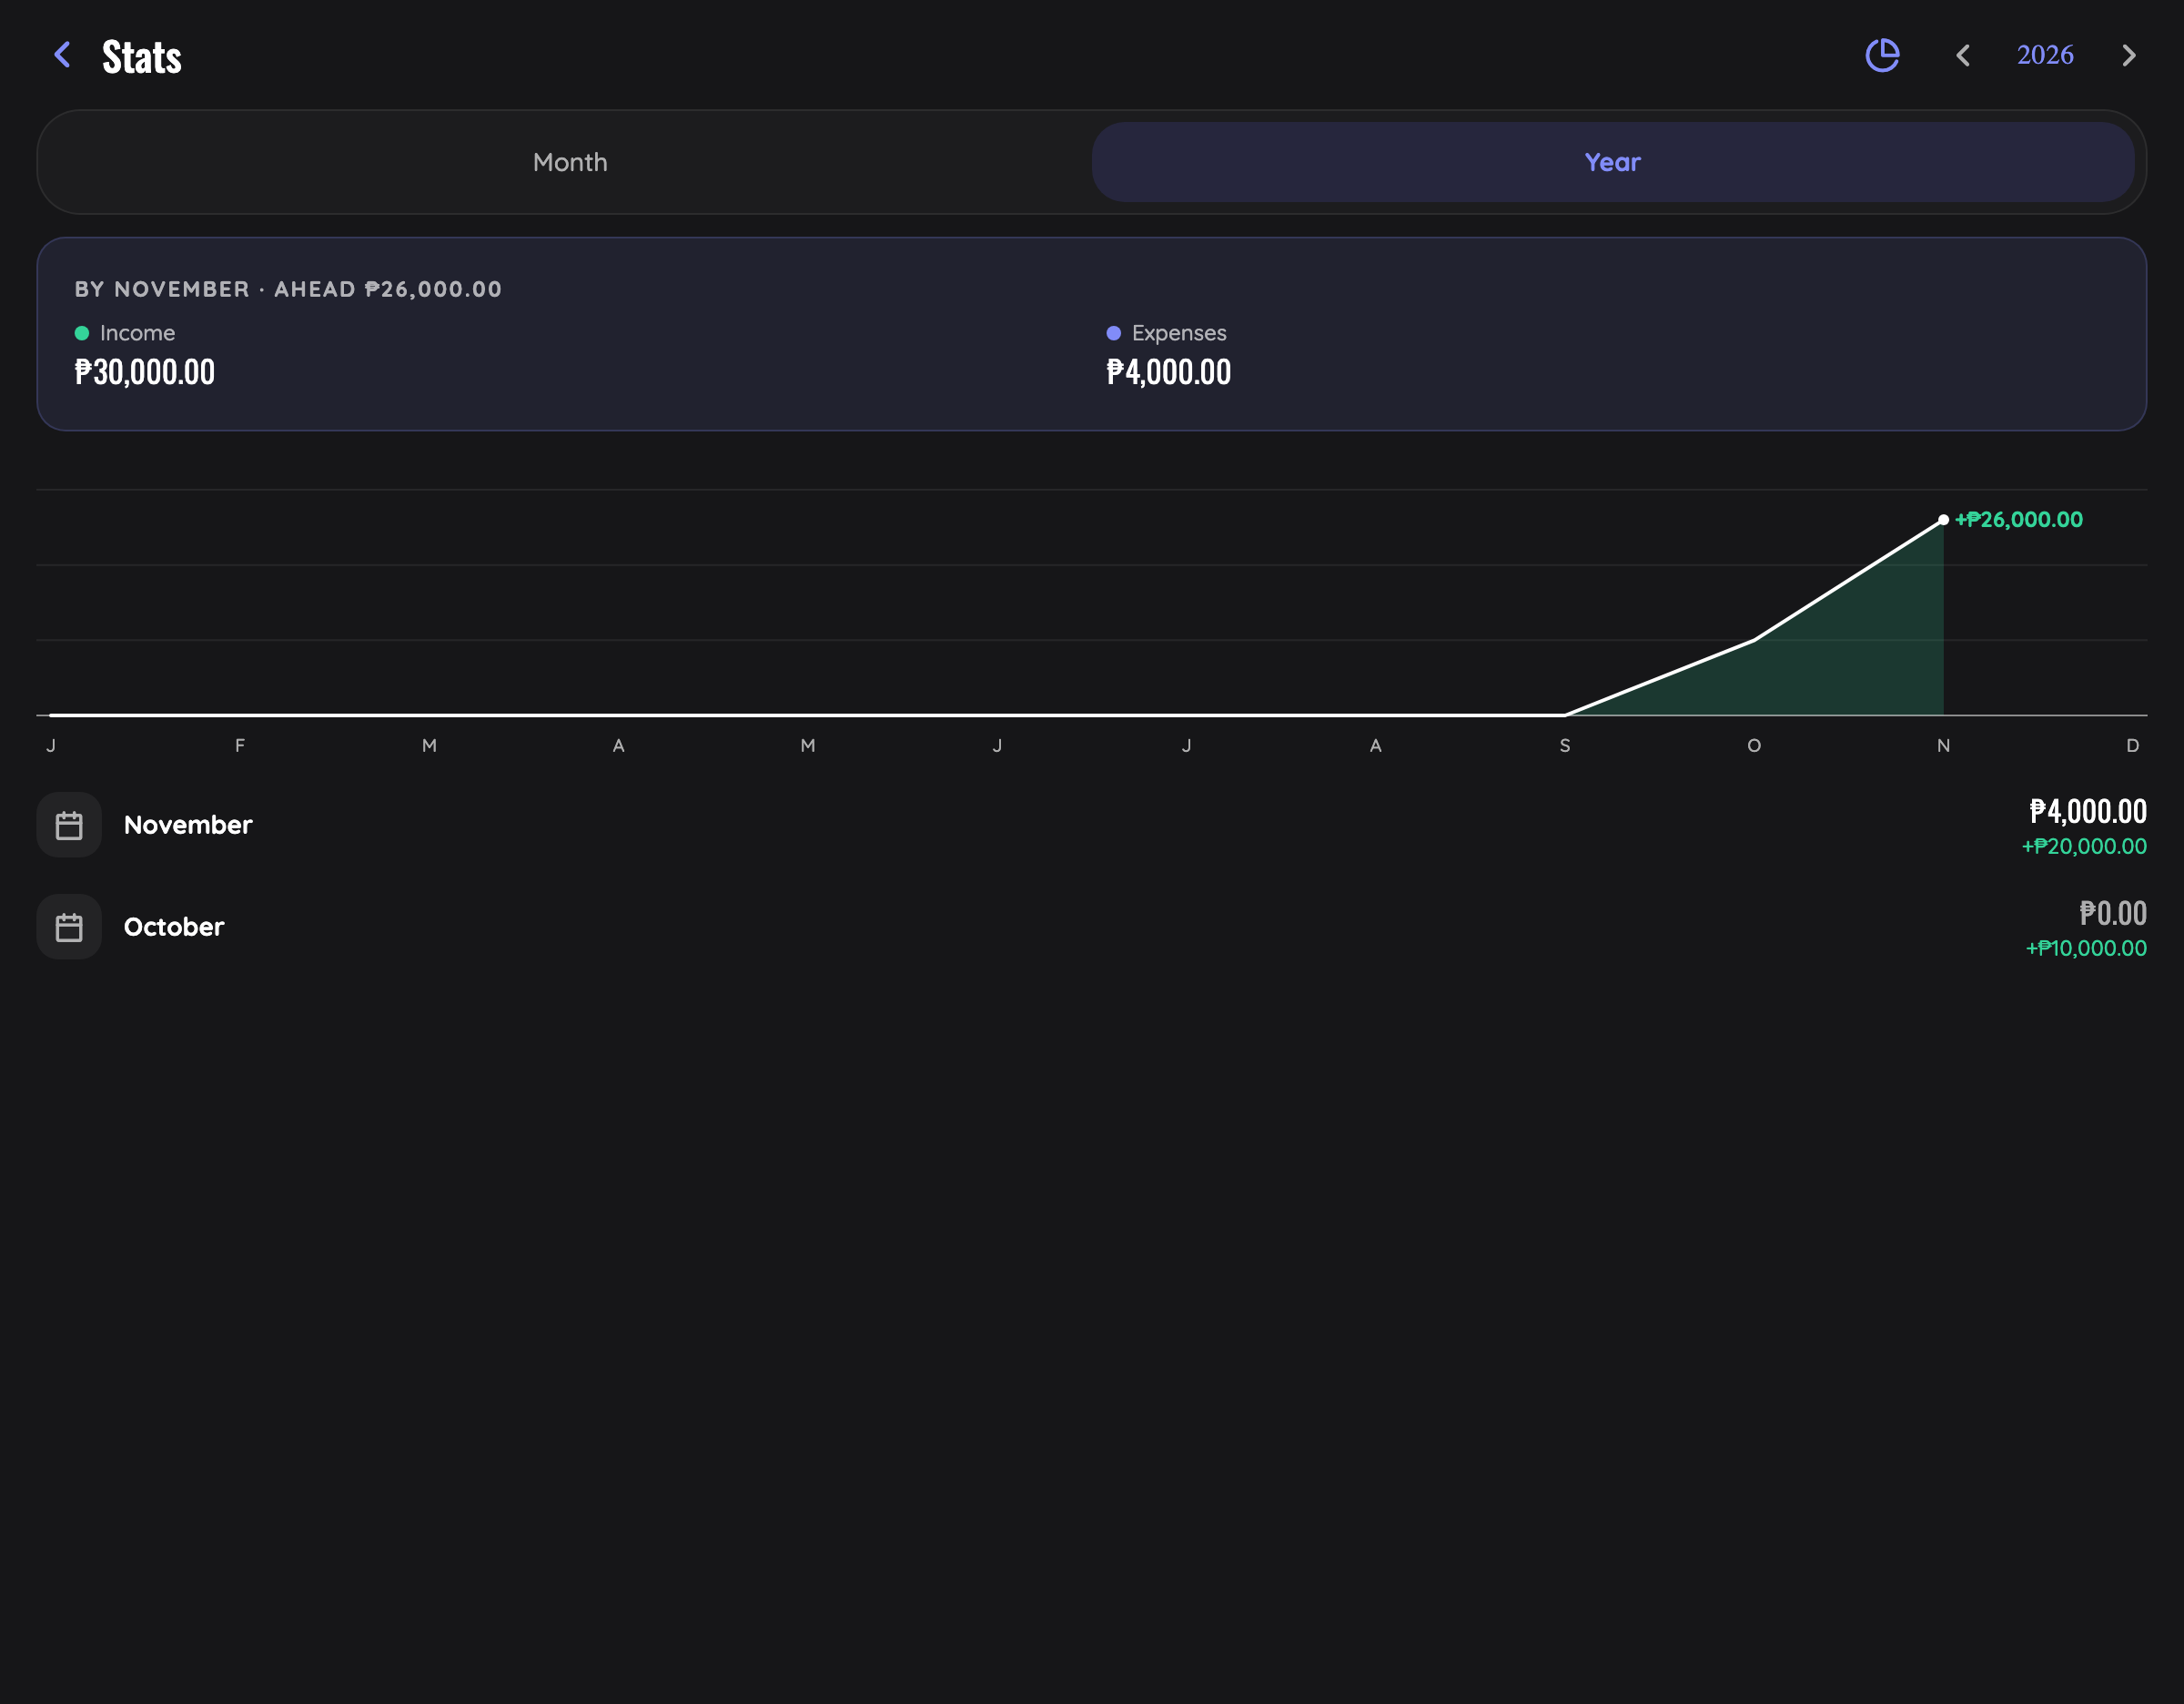 Stats
2026
Month
Year
BY NOVEMBER · AHEAD ₱26,000.00
Income
Expenses
₱30,000.00
₱4,000.00
+₱26,000.00
J F M A M J J A S O N D
November
₱4,000.00
+₱20,000.00
October
₱0.00
+₱10,000.00